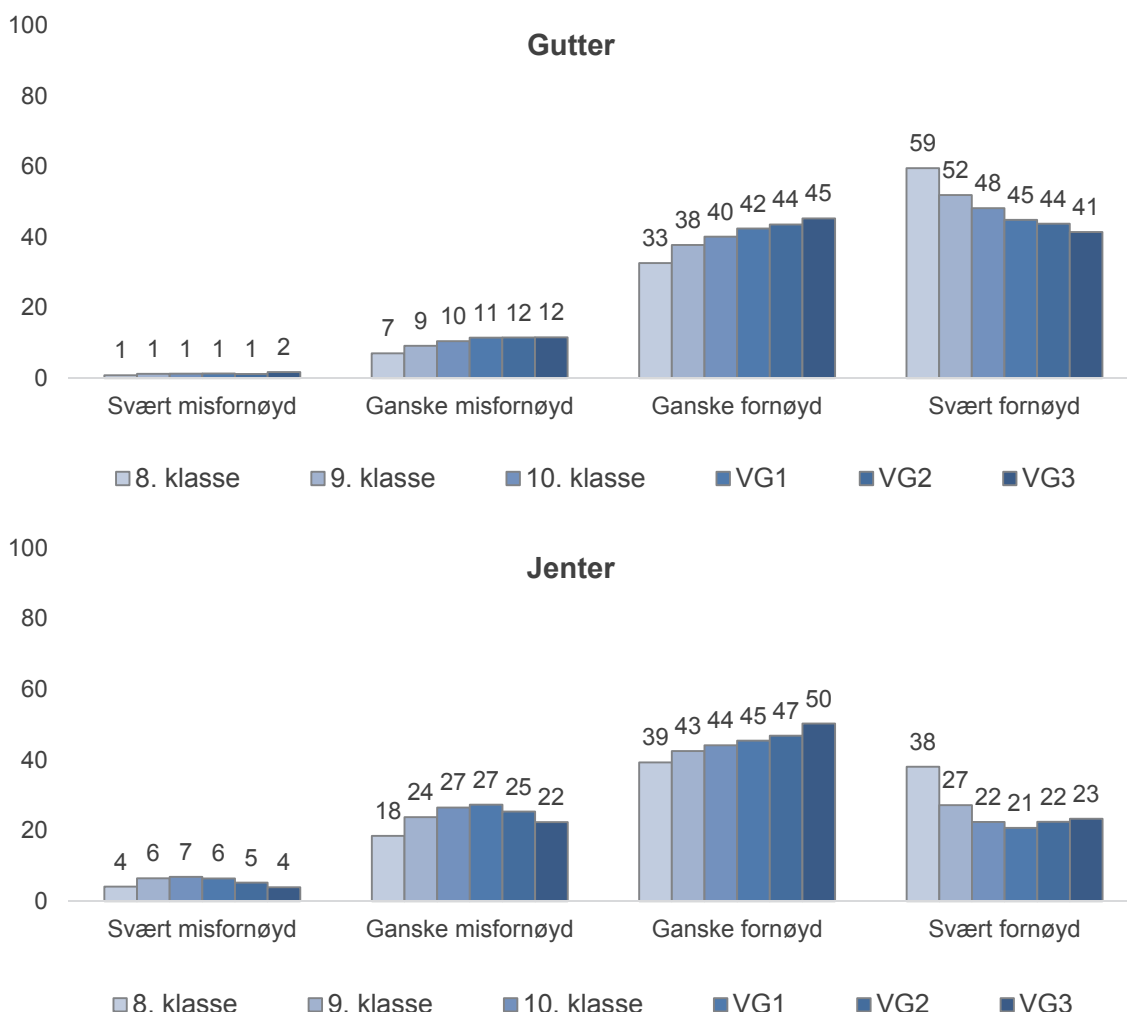 Gutter
100
80
60
40
20
0
1 1 1 1 1 2
7 9 10 11 12 12
33 38 40 42 44 45
59 52 48 45 44 41
Svært misfornøyd Ganske misfornøyd Ganske fornøyd Svært fornøyd
8. klasse 9. klasse 10. klasse VG1 VG2 VG3
Jenter
100
80
60
40
20
0
4 6 7 6 5 4
18 24 27 27 25 22
39 43 44 45 47 50
38 27 22 21 22 23
Svært misfornøyd Ganske misfornøyd Ganske fornøyd Svært fornøyd
8. klasse 9. klasse 10. klasse VG1 VG2 VG3